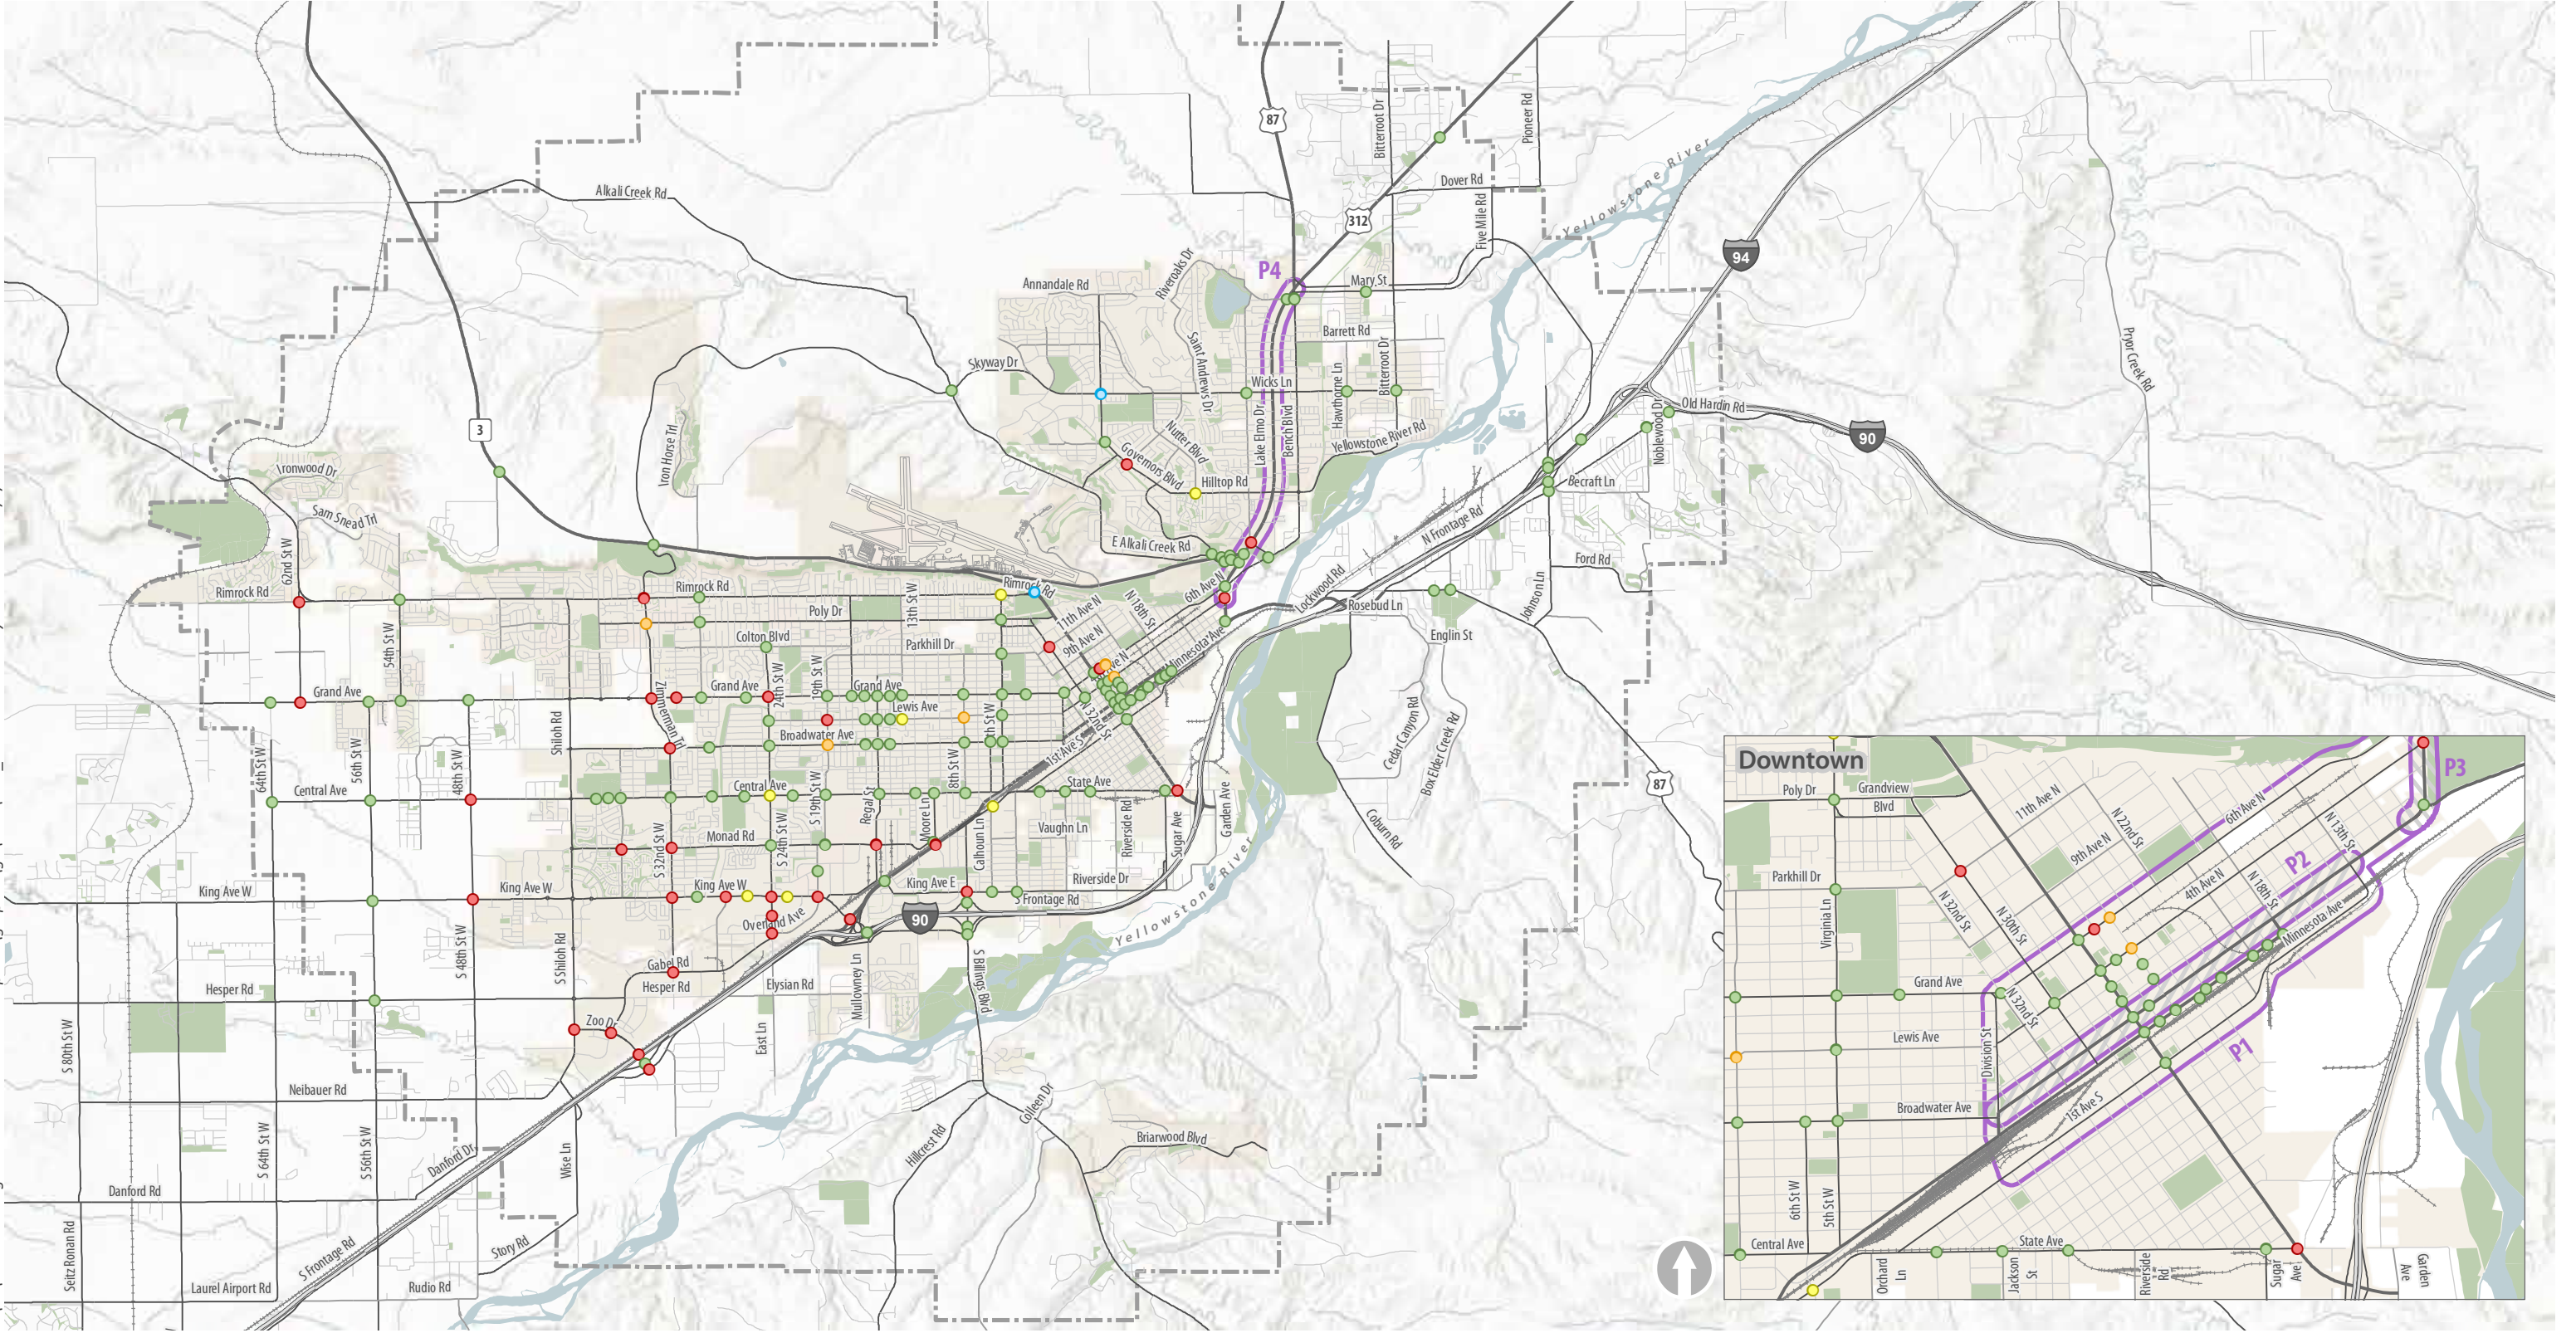 87
Bitterroot Dr
Pioneer Rd
Yellowstone River
Alkali Creek Rd
Dover Rd
312
Five Mile Rd
94
P4
Riveroaks Dr
Annandale Rd
Mary St
Barrett Rd
Saint Andrews Dr
Skyway Dr
Wicks Ln
Hawthorne Ln
Bitterroot Dr
Pryor Creek Rd
Old Hardin Rd
Noblewood Dr
90
3
Iron Horse Trl
Nutter Blvd
Governors Blvd
Lake Elmo Dr
Bench Blvd
Yellowstone River Rd
Hilltop Rd
Becraft Ln
Ironwood Dr
Sam Snead Trl
N Frontage Rd
E Alkali Creek Rd
Ford Rd
62nd St W
Rimrock Rd
Rimrock Rd
Rimrock Rd
Poly Dr
13th St W
6th Ave N
N 18th St
11th Ave N
9th Ave N
Lockwood Rd
Rosebud Ln
Johnson Ln
Englin St
54th St W
Colton Blvd
Parkhill Dr
Minnesota Ave
Grand Ave
Zimmerman Trl
Grand Ave
24th St W
19th St W
Grand Ave
Lewis Ave
N 32nd St
Shiloh Rd
Broadwater Ave
1st Ave S
Cedar Canyon Rd
Box Elder Creek Rd
64th St W
56th St W
48th St W
8th St W
Central Ave
Central Ave
State Ave
S 19th St W
Regal St
Moore Ln
Garden Ave
87
Monad Rd
S 32nd St W
S 24th St W
Calhoun Ln
Vaughn Ln
Riverside Rd
Sugar Ave
Coburn Rd
King Ave W
King Ave W
King Ave W
King Ave E
Riverside Dr
S Frontage Rd
90
Overland Ave
Yellowstone River
S 48th St W
S Shiloh Rd
Gabel Rd
Hesper Rd
Hesper Rd
Elysian Rd
Mullowney Ln
S Billings Blvd
Zoo Dr
East Ln
S 80th St W
Neibauer Rd
Colleen Dr
Hillcrest Rd
Briarwood Blvd
S 64th St W
S 56th St W
Danford Dr
Wise Ln
Danford Rd
Seitz Ronan Rd
S Frontage Rd
Story Rd
Laurel Airport Rd
Rudio Rd
Downtown
P3
Poly Dr
Grandview
Blvd
11th Ave N
6th Ave N
N 22nd St
N 13th St
9th Ave N
P2
Parkhill Dr
4th Ave N
N 18th St
Virginia Ln
N 32nd St
N 30th St
Minnesota Ave
Grand Ave
N 32nd St
Lewis Ave
Division St
P1
Broadwater Ave
1st Ave S
6th St W
5th St W
Central Ave
State Ave
Orchard
Ln
Jackson
St
Riverside
Rd
Sugar
Ave
Garden
Ave